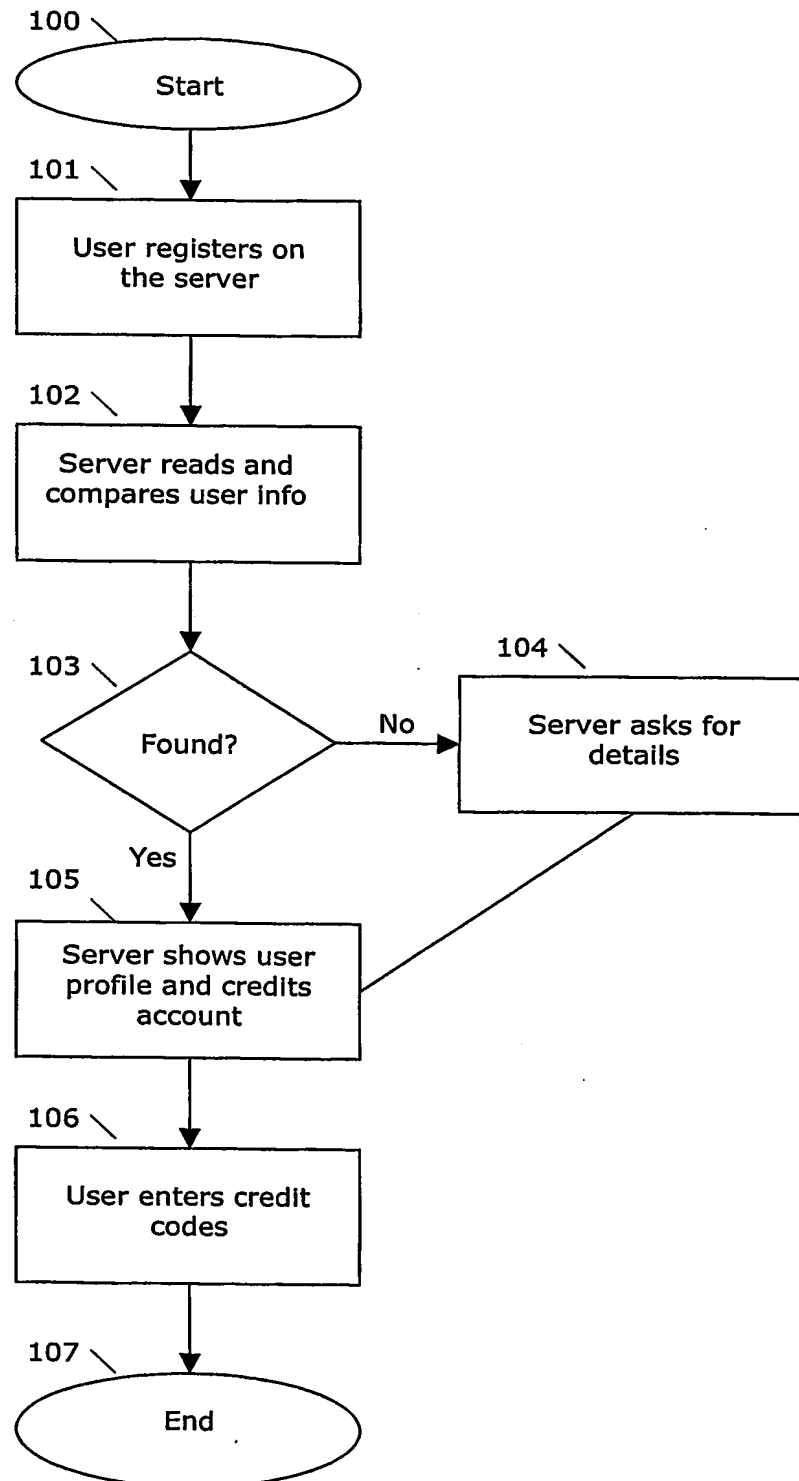 100
Start
101
User registers on
the server
102
Server reads and
compares user info
103
Found?
No
104
Server asks for
details
Yes
105
Server shows user
profile and credits
account
106
User enters credit
codes
107
End